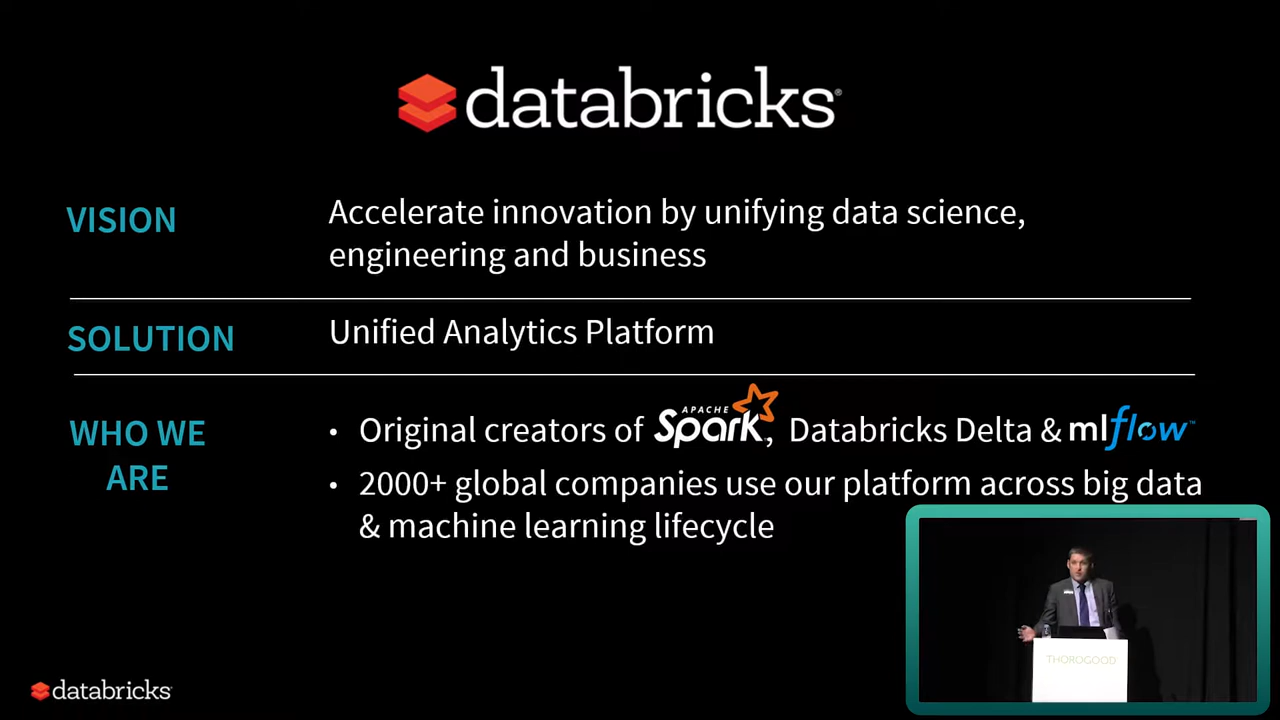 databricks®
VISION
Accelerate innovation by unifying data science,
engineering and business
SOLUTION
Unified Analytics Platform
WHO WE
ARE
• Original creators of APACHE Spark, Databricks Delta & mlflow™
• 2000+ global companies use our platform across big data
& machine learning lifecycle
THOROGOOD
databricks